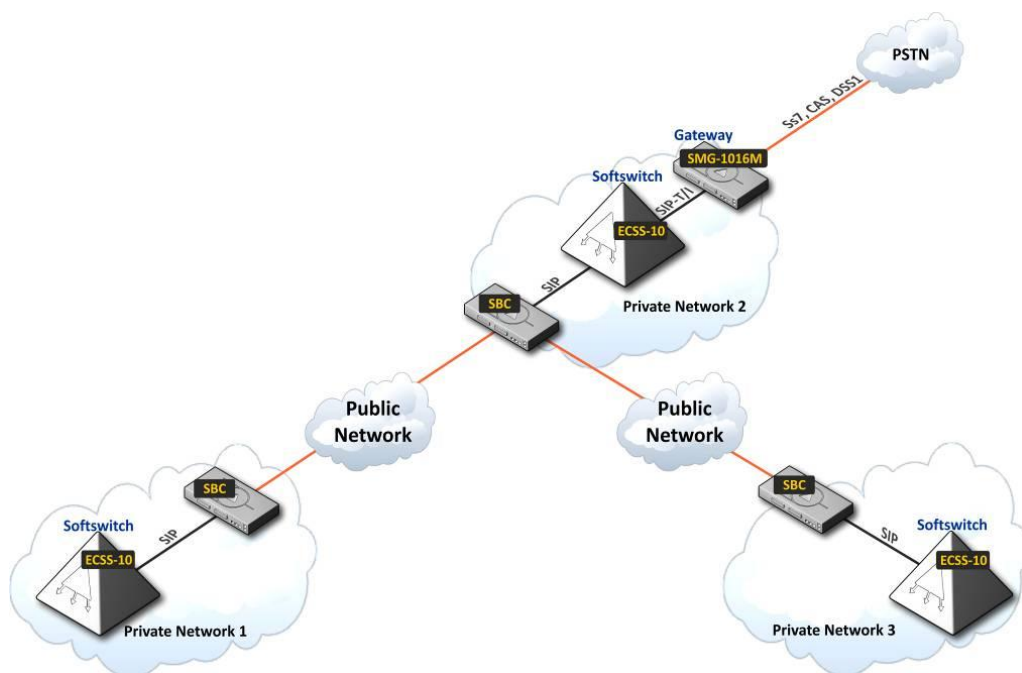 PSTN
Ss7, CAS, DSS1
Gateway
SMG-1016M
Softswitch
SIP-T/I
ECSS-10
SIP
SBC
Private Network 2
Public
Network
Public
Network
SBC
Softswitch
SIP
ECSS-10
Private Network 1
SBC
SIP
Softswitch
ECSS-10
Private Network 3